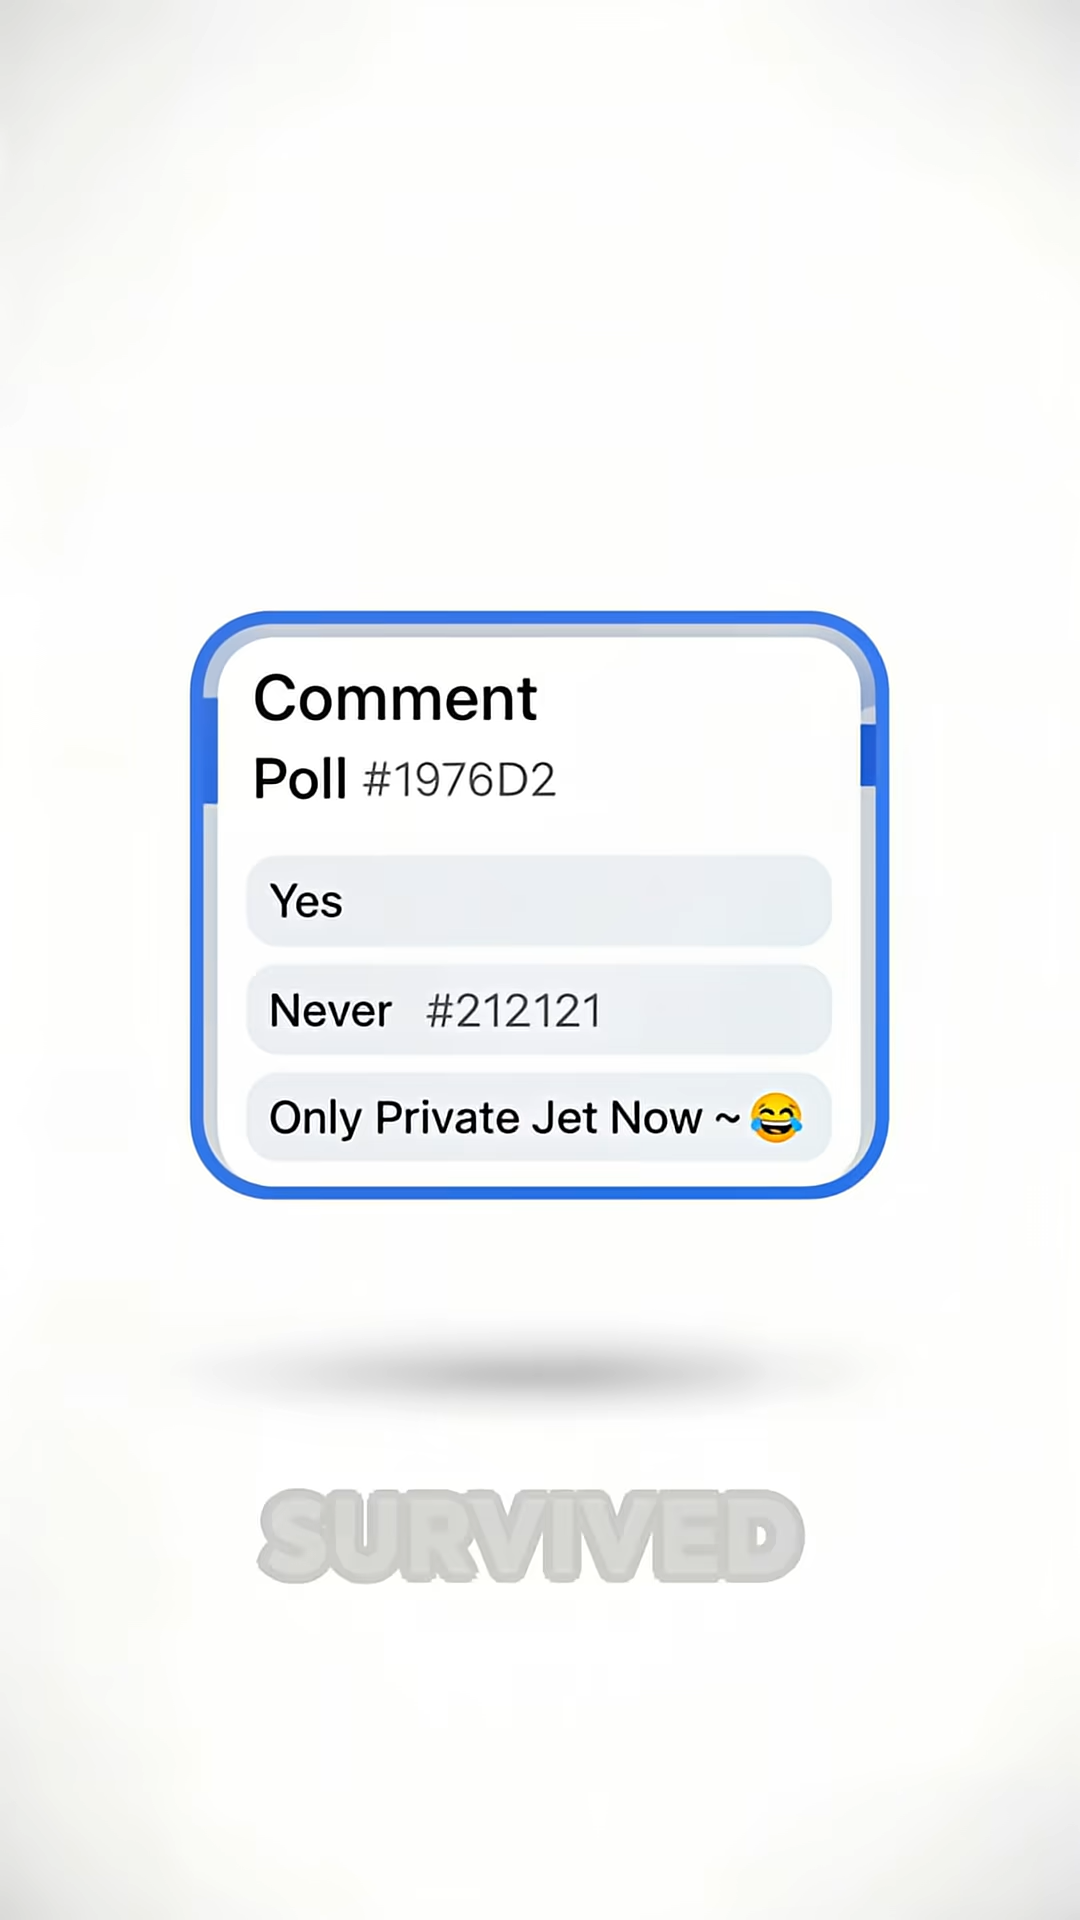 Comment
Poll #1976D2
Yes
Never #212121
Only Private Jet Now ~😂
SURVIVED